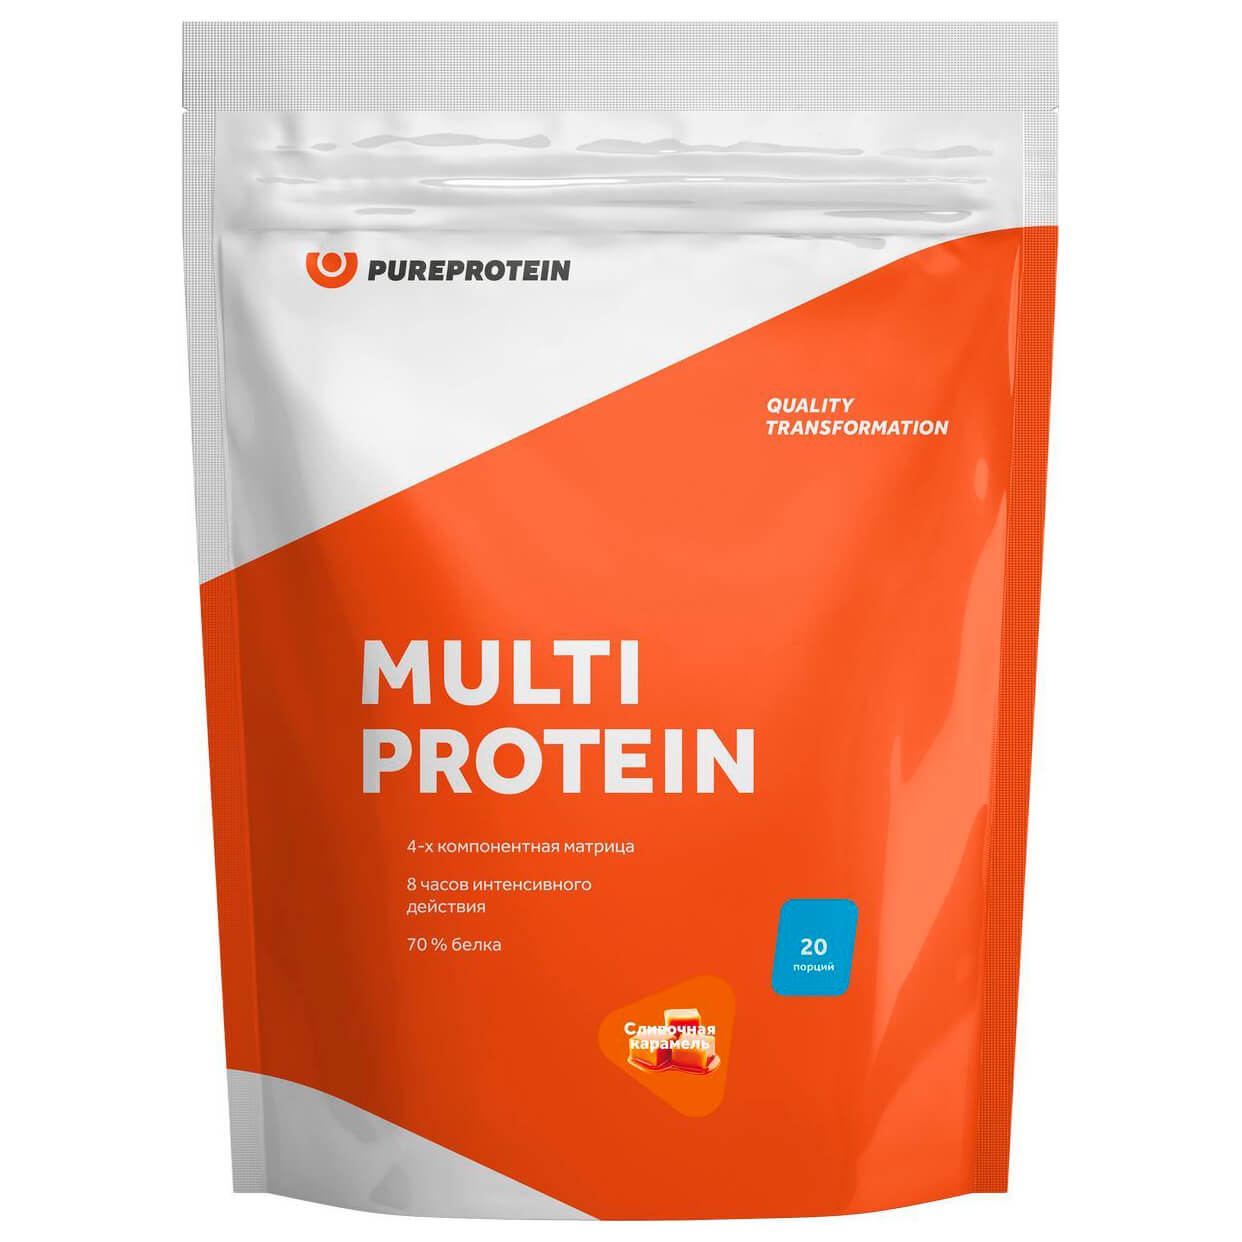 PUREPROTEIN
QUALITY
TRANSFORMATION
MULTI
PROTEIN
4-х компонентная матрица
8 часов интенсивного
действия
70 % белка
20
порций
Сливочная
карамель